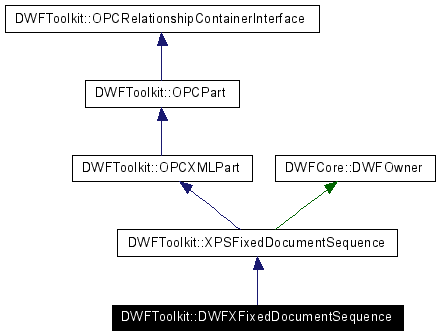 DWFToolkit::OPCRelationshipContainerInterface
DWFToolkit::OPCPart
DWFToolkit::OPCXMLPart
DWFCore::DWFOwner
DWFToolkit::XPSFixedDocumentSequence
DWFToolkit::DWFXFixedDocumentSequence